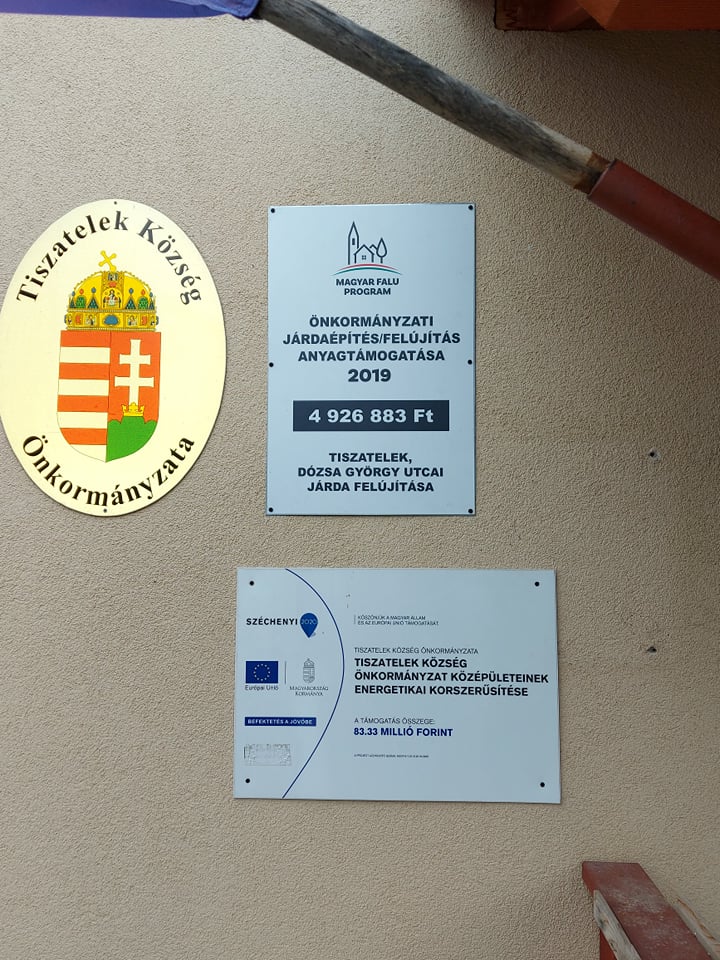 Tiszatelek Község
Önkormányzata
MAGYAR FALU
PROGRAM
ÖNKORMÁNYZATI
JÁRDAÉPÍTÉS/FELÚJÍTÁS
ANYAGTÁMOGATÁSA
2019
4 926 883 Ft
TISZATELEK,
DÓZSA GYÖRGY UTCAI
JÁRDA FELÚJÍTÁSA
SZÉCHENYI 2020
Európai Unió
MAGYARORSZÁG
KORMÁNYA
BEFEKTETÉS A JÖVŐBE
KÖSZÖNJÜK A MAGYAR ÁLLAM
ÉS AZ EURÓPAI UNIÓ TÁMOGATÁSÁT.
TISZATELEK KÖZSÉG ÖNKORMÁNYZATA
TISZATELEK KÖZSÉG
ÖNKORMÁNYZAT KÖZÉPÜLETEINEK
ENERGETIKAI KORSZERŰSÍTÉSE
A TÁMOGATÁS ÖSSZEGE:
83.33 MILLIÓ FORINT